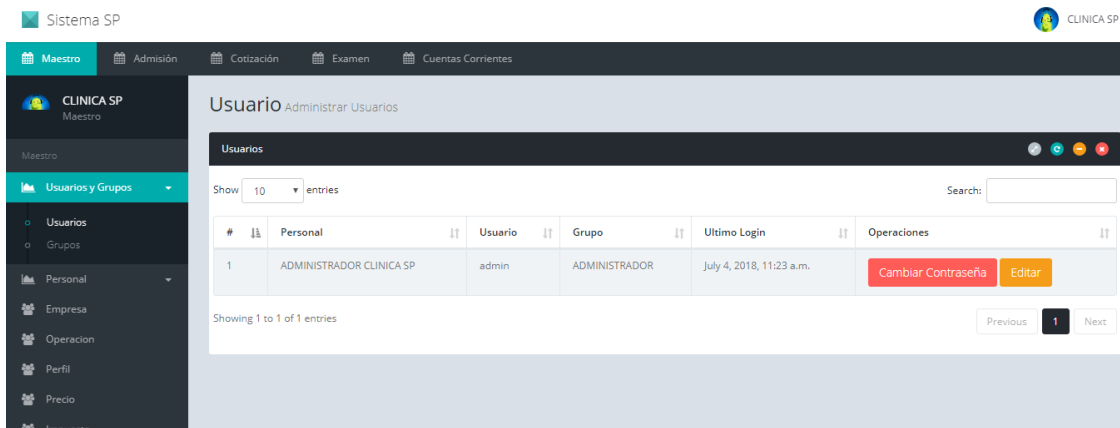 Sistema SP
CLINICA SP
Maestro Admisión Cotización Examen Cuentas Corrientes
CLINICA SP
Maestro
Maestro
Usuarios y Grupos
Usuarios
Grupos
Personal
Empresa
Operacion
Perfil
Precio
Usuario Administrar Usuarios
Usuarios
Show 10 entries
Search:
# Personal Usuario Grupo Ultimo Login Operaciones
1 ADMINISTRADOR CLINICA SP admin ADMINISTRADOR July 4, 2018, 11:23 a.m. Cambiar Contraseña Editar
Showing 1 to 1 of 1 entries
Previous 1 Next